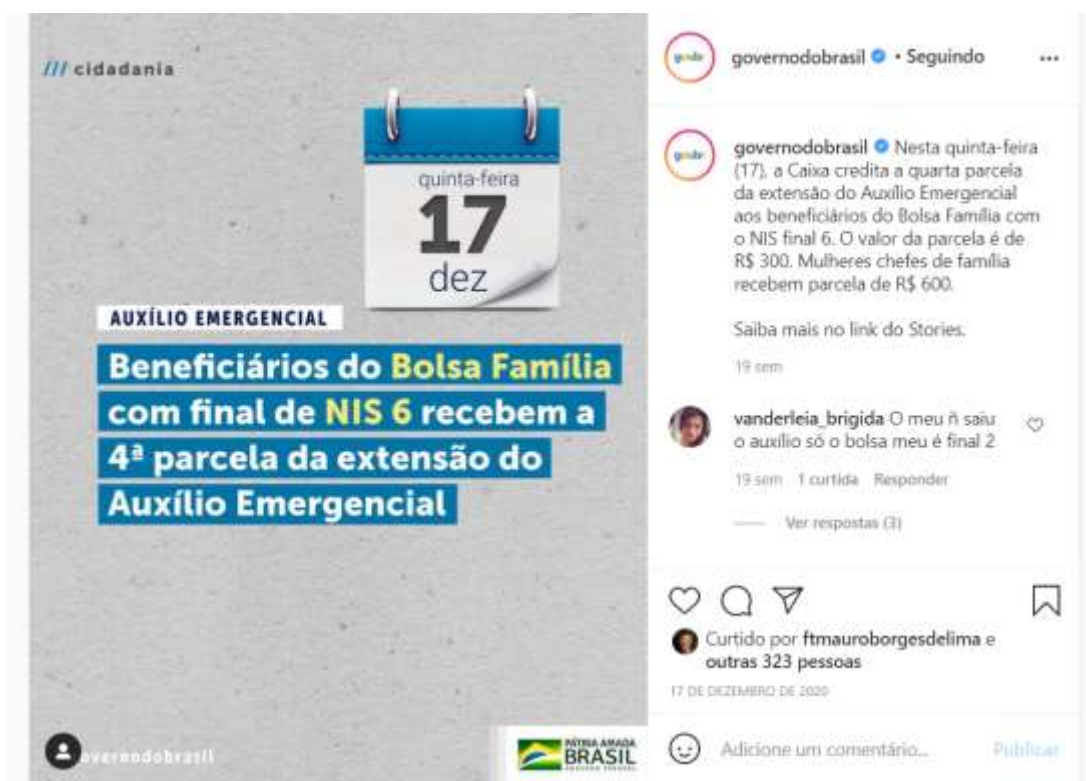 /// cidadania
quinta-feira
17
dez
AUXÍLIO EMERGENCIAL
Beneficiários do Bolsa Família
com final de NIS 6 recebem a
4ª parcela da extensão do
Auxílio Emergencial
overnodobrasil
PÁTRIA AMADA
BRASIL
GOVERNO FEDERAL
governodobrasil • Seguindo
governodobrasil Nesta quinta-feira
(17), a Caixa credita a quarta parcela
da extensão do Auxílio Emergencial
aos beneficiários do Bolsa Família com
o NIS final 6. O valor da parcela é de
R$ 300. Mulheres chefes de família
recebem parcela de R$ 600.
Saiba mais no link do Stories.
19 sem
vanderleia_brigida O meu ñ saiu
o auxílio só o bolsa meu é final 2
19 sem 1 curtida Responder
Ver respostas (3)
Curtido por ftmauroborgesdelima e
outras 323 pessoas
17 DE DEZEMBRO DE 2020
Adicione um comentário... Publicar